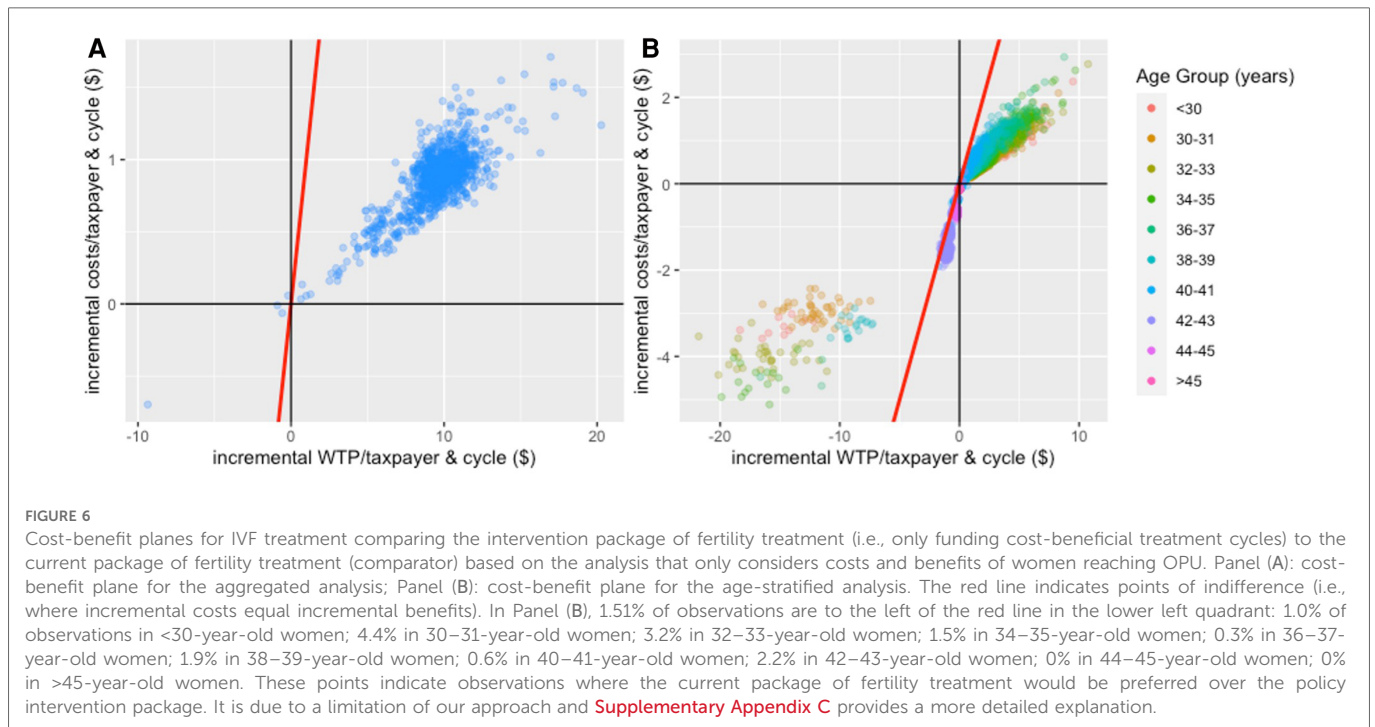 A
incremental costs/taxpayer & cycle ($)
1
0
-10
0
10
20
incremental WTP/taxpayer & cycle ($)
B
incremental costs/taxpayer & cycle ($)
2
0
-2
-4
-20
-10
0
10
incremental WTP/taxpayer & cycle ($)
Age Group (years)
<30
30-31
32-33
34-35
36-37
38-39
40-41
42-43
44-45
>45
FIGURE 6
Cost-benefit planes for IVF treatment comparing the intervention package of fertility treatment (i.e., only funding cost-beneficial treatment cycles) to the
current package of fertility treatment (comparator) based on the analysis that only considers costs and benefits of women reaching OPU. Panel (A): cost-
benefit plane for the aggregated analysis; Panel (B): cost-benefit plane for the age-stratified analysis. The red line indicates points of indifference (i.e.,
where incremental costs equal incremental benefits). In Panel (B), 1.51% of observations are to the left of the red line in the lower left quadrant: 1.0% of
observations in <30-year-old women; 4.4% in 30–31-year-old women; 3.2% in 32–33-year-old women; 1.5% in 34–35-year-old women; 0.3% in 36–37-
year-old women; 1.9% in 38–39-year-old women; 0.6% in 40–41-year-old women; 2.2% in 42–43-year-old women; 0% in 44–45-year-old women; 0%
in >45-year-old women. These points indicate observations where the current package of fertility treatment would be preferred over the policy
intervention package. It is due to a limitation of our approach and Supplementary Appendix C provides a more detailed explanation.